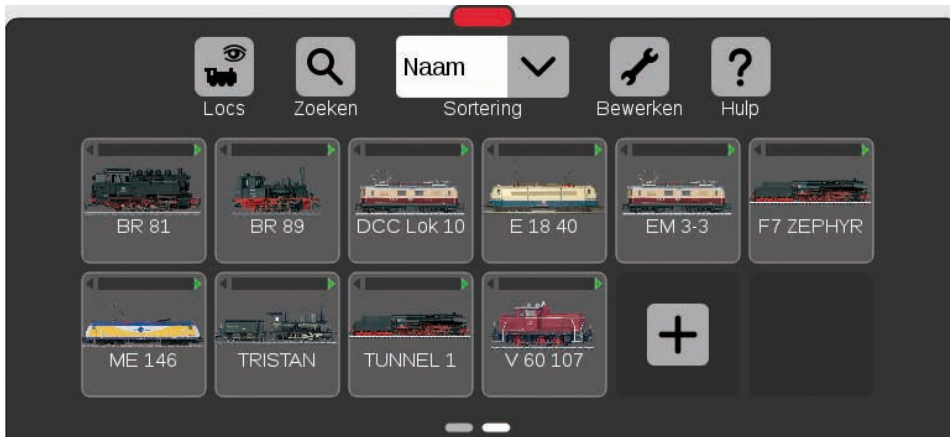 Naam
Locs
Zoeken
Sortering
Bewerken
?
Hulp
BR 81
BR 89
DCC Lok 10
E 18 40
EM 3-3
F7 ZEPHYR
ME 146
TRISTAN
TUNNEL 1
V 60 107